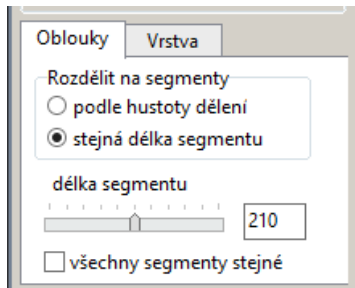 Oblouky Vrstva
Rozdělit na segmenty
podle hustoty dělení
stejná délka segmentu
délka segmentu
210
všechny segmenty stejné